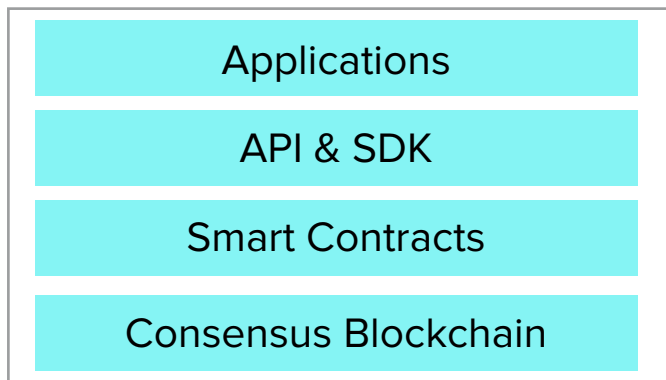 Applications
API & SDK
Smart Contracts
Consensus Blockchain